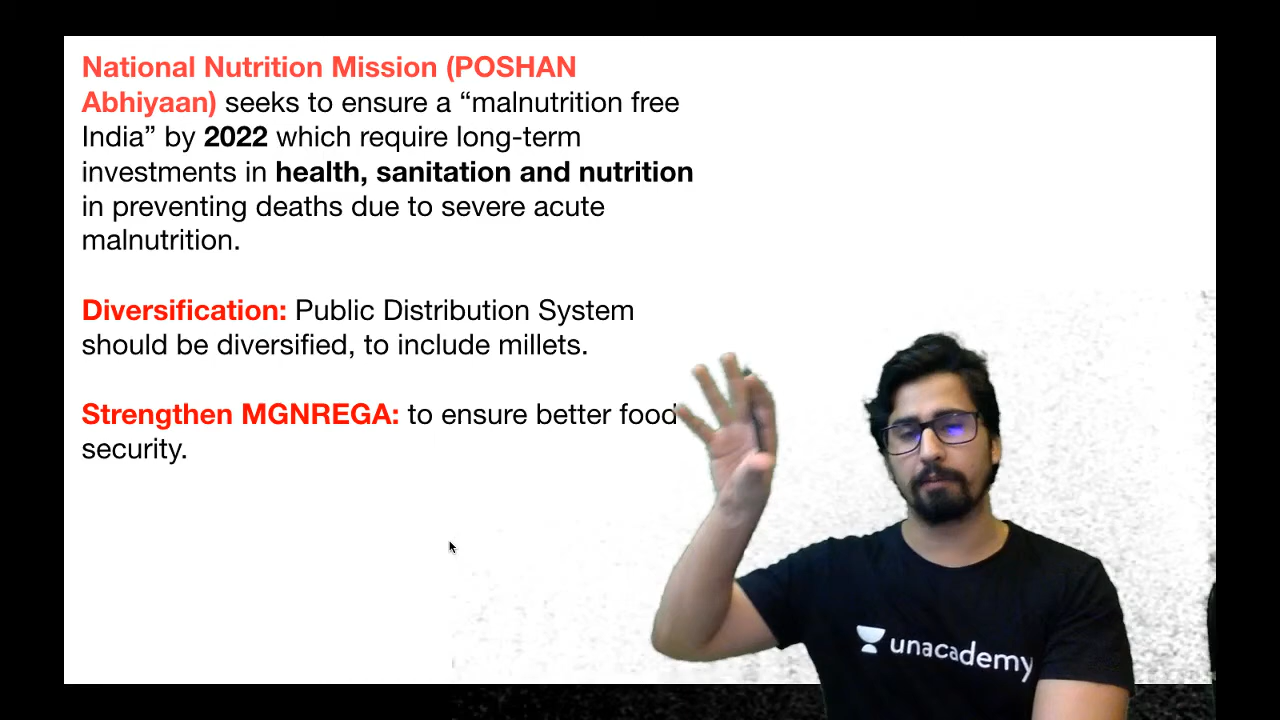 National Nutrition Mission (POSHAN
Abhiyaan) seeks to ensure a “malnutrition free
India” by 2022 which require long-term
investments in health, sanitation and nutrition
in preventing deaths due to severe acute
malnutrition.
Diversification: Public Distribution System
should be diversified, to include millets.
Strengthen MGNREGA: to ensure better food
security.
unacademy